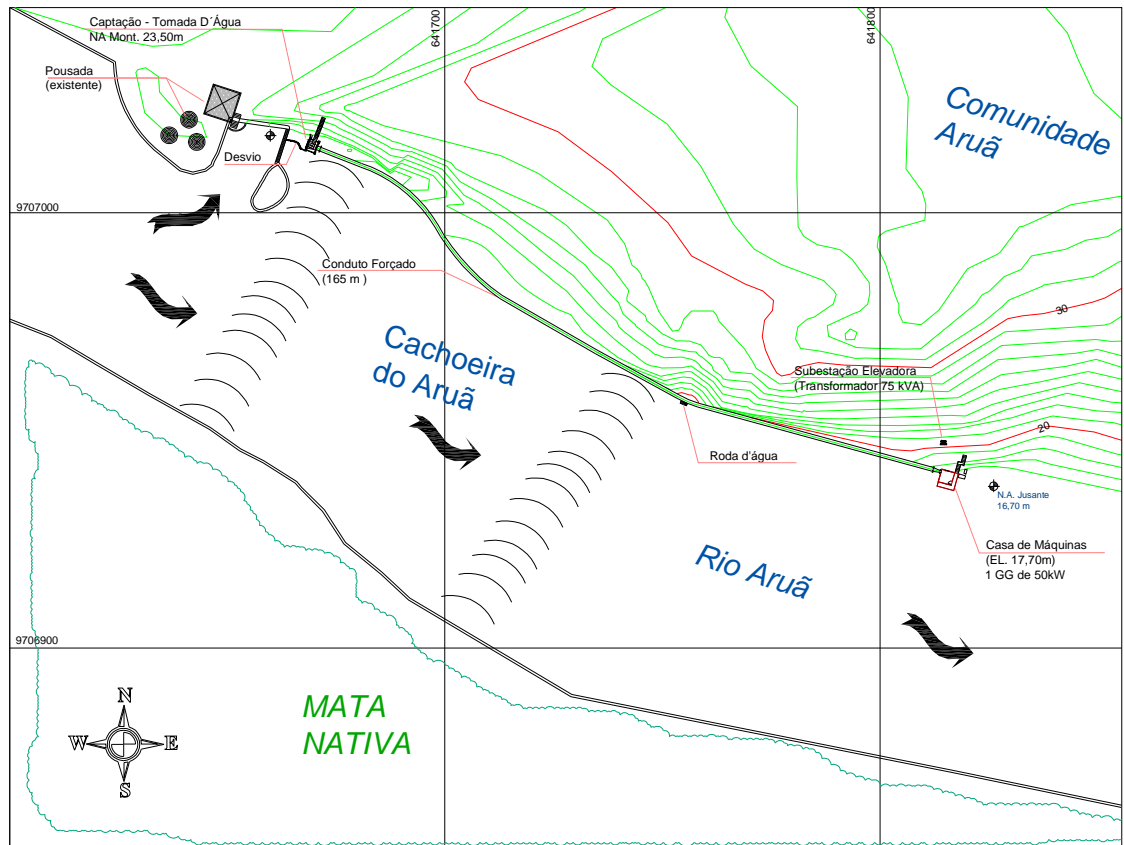 Captação - Tomada D´Água
NA Mont. 23,50m
641700
641800
Pousada
(existente)
Comunidade
Aruã
Desvio
9707000
Conduto Forçado
(165 m )
30
Cachoeira
do Aruã
Subestação Elevadora
(Transformador 75 kVA)
20
Roda d'água
N.A. Jusante
16,70 m
Rio Aruã
Casa de Máquinas
(EL. 17,70m)
1 GG de 50kW
9706900
MATA
NATIVA
N
W
E
S